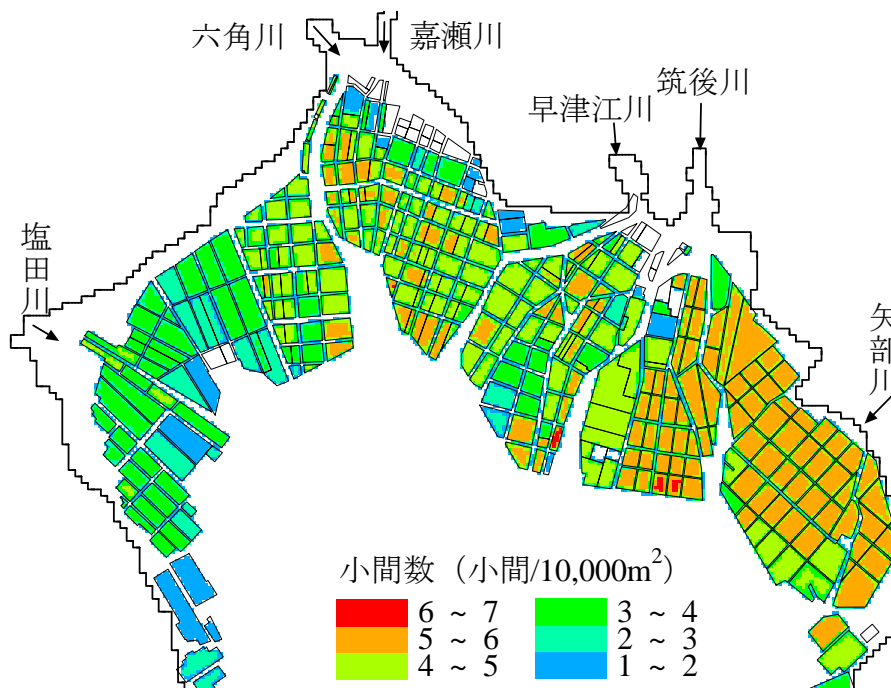 六角川
嘉瀬川
早津江川
筑後川
塩田川
矢部川
小間数（小間/10,000m²）
6 ~ 7
5 ~ 6
4 ~ 5
3 ~ 4
2 ~ 3
1 ~ 2